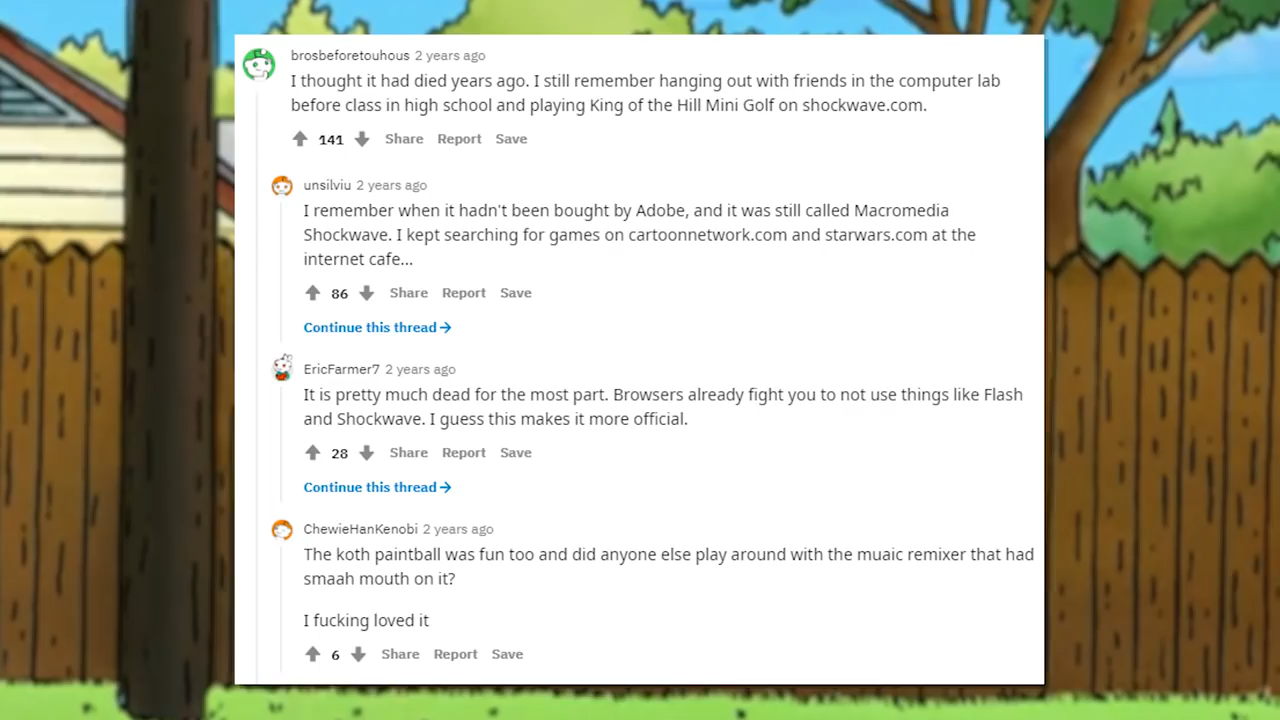 brosbeforetouhous 2 years ago
I thought it had died years ago. I still remember hanging out with friends in the computer lab
before class in high school and playing King of the Hill Mini Golf on shockwave.com.
141 Share Report Save
unsilviu 2 years ago
I remember when it hadn't been bought by Adobe, and it was still called Macromedia
Shockwave. I kept searching for games on cartoonnetwork.com and starwars.com at the
internet cafe...
86 Share Report Save
Continue this thread→
EricFarmer7 2 years ago
It is pretty much dead for the most part. Browsers already fight you to not use things like Flash
and Shockwave. I guess this makes it more official.
28 Share Report Save
Continue this thread→
ChewieHanKenobi 2 years ago
The koth paintball was fun too and did anyone else play around with the muaic remixer that had
smaah mouth on it?
I fucking loved it
6 Share Report Save